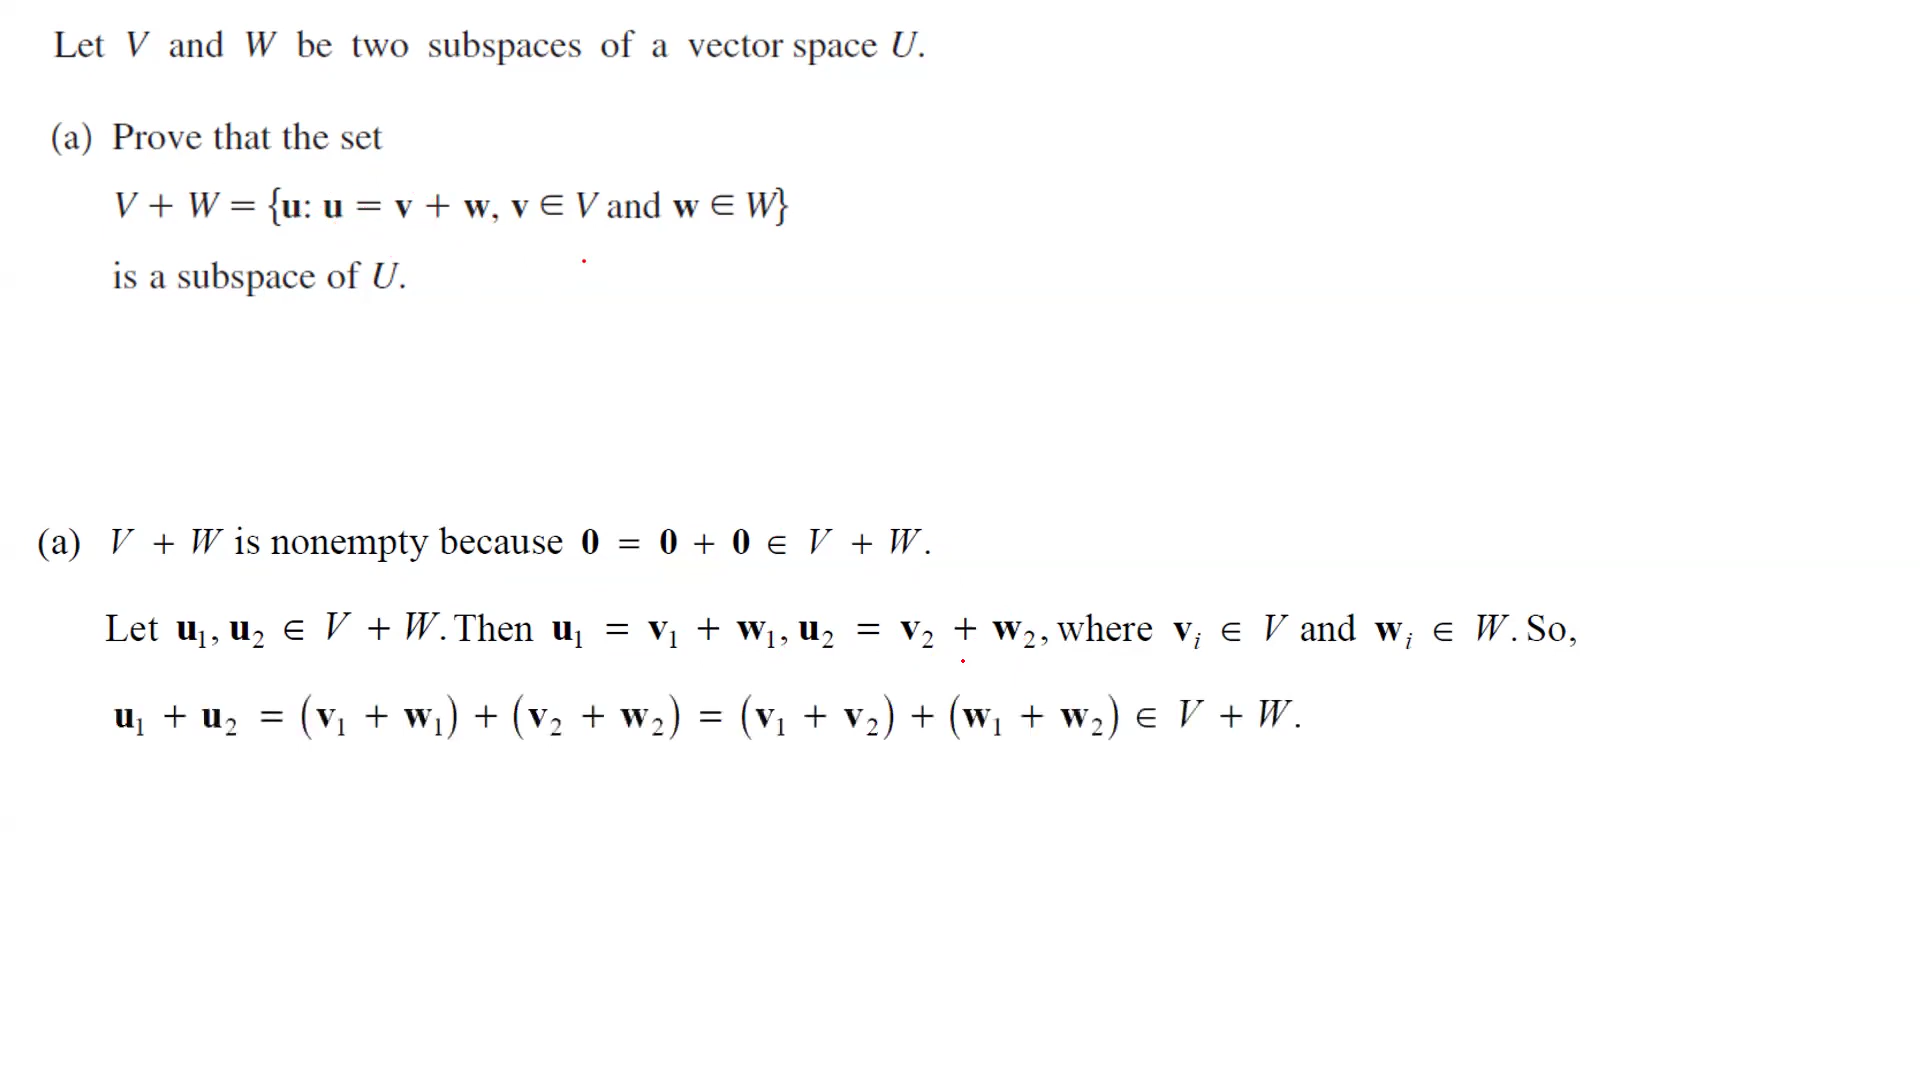 Let V and W be two subspaces of a vector space U.
(a) Prove that the set
V + W = {u: u = v + w, v ∈ V and w ∈ W}
is a subspace of U.
(a) V + W is nonempty because 0 = 0 + 0 ∈ V + W.
Let u₁, u₂ ∈ V + W. Then u₁ = v₁ + w₁, u₂ = v₂ + w₂, where vᵢ ∈ V and wᵢ ∈ W. So,
u₁ + u₂ = (v₁ + w₁) + (v₂ + w₂) = (v₁ + v₂) + (w₁ + w₂) ∈ V + W.